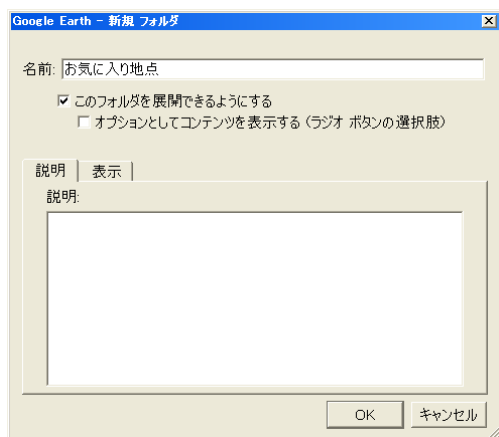 Google Earth - 新規 フォルダ
名前: お気に入り地点
このフォルダを展開できるようにする
オプションとしてコンテンツを表示する (ラジオ ボタンの選択肢)
説明 表示
説明:
OK キャンセル